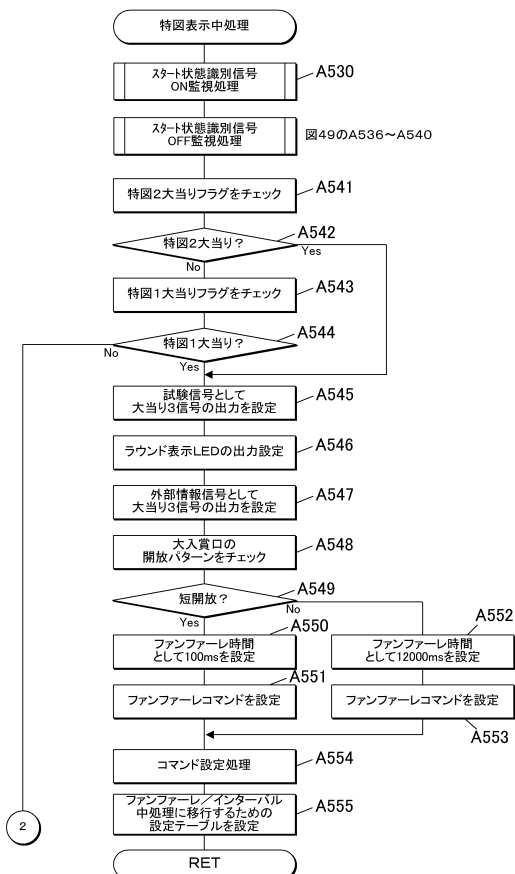 特図表示中処理
スタート状態識別信号
ON監視処理
A530
スタート状態識別信号
OFF監視処理
図49のA536～A540
特図2大当りフラグをチェック
A541
特図2大当り？
A542
Yes
No
特図1大当りフラグをチェック
A543
特図1大当り？
A544
No
Yes
試験信号として
大当り3信号の出力を設定
A545
ラウンド表示LEDの出力設定
A546
外部情報信号として
大当り3信号の出力を設定
A547
大入賞口の
開放パターンをチェック
A548
短開放？
A549
No
Yes
ファンファーレ時間
として100msを設定
A550
ファンファーレ時間
として12000msを設定
A552
ファンファーレコマンドを設定
A551
ファンファーレコマンドを設定
A553
コマンド設定処理
A554
ファンファーレ／インターバル
中処理に移行するための
設定テーブルを設定
A555
2
RET